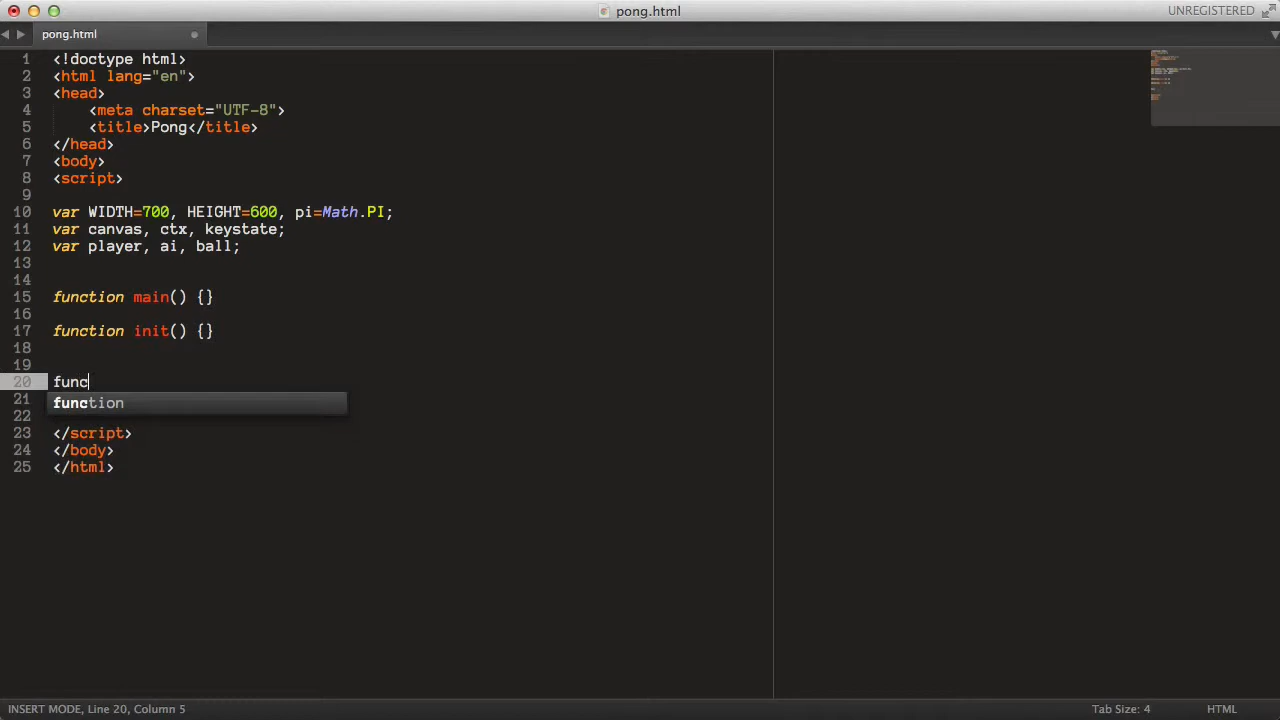 pong.html
UNREGISTERED
pong.html
1 <!doctype html>
2 <html lang="en">
3 <head>
4 <meta charset="UTF-8">
5 <title>Pong</title>
6 </head>
7 <body>
8 <script>
9
10 var WIDTH=700, HEIGHT=600, pi=Math.PI;
11 var canvas, ctx, keystate;
12 var player, ai, ball;
13
14
15 function main() {}
16
17 function init() {}
18
19
20 func
21 function
22
23 </script>
24 </body>
25 </html>
INSERT MODE, Line 20, Column 5
Tab Size: 4
HTML